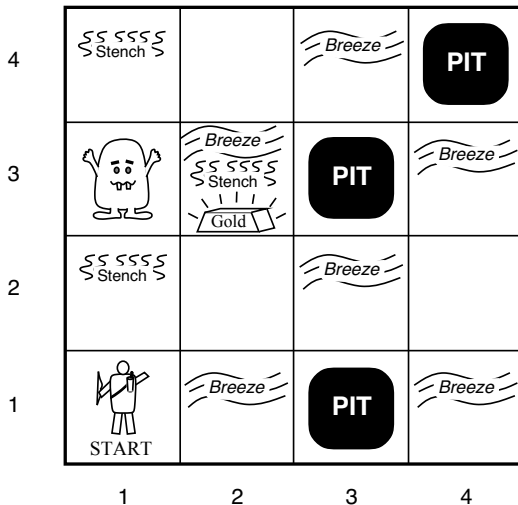 4 Stench Breeze PIT
Breeze
3 PIT Breeze
Stench
Gold
2 Stench Breeze
1 Breeze PIT Breeze
START
1 2 3 4